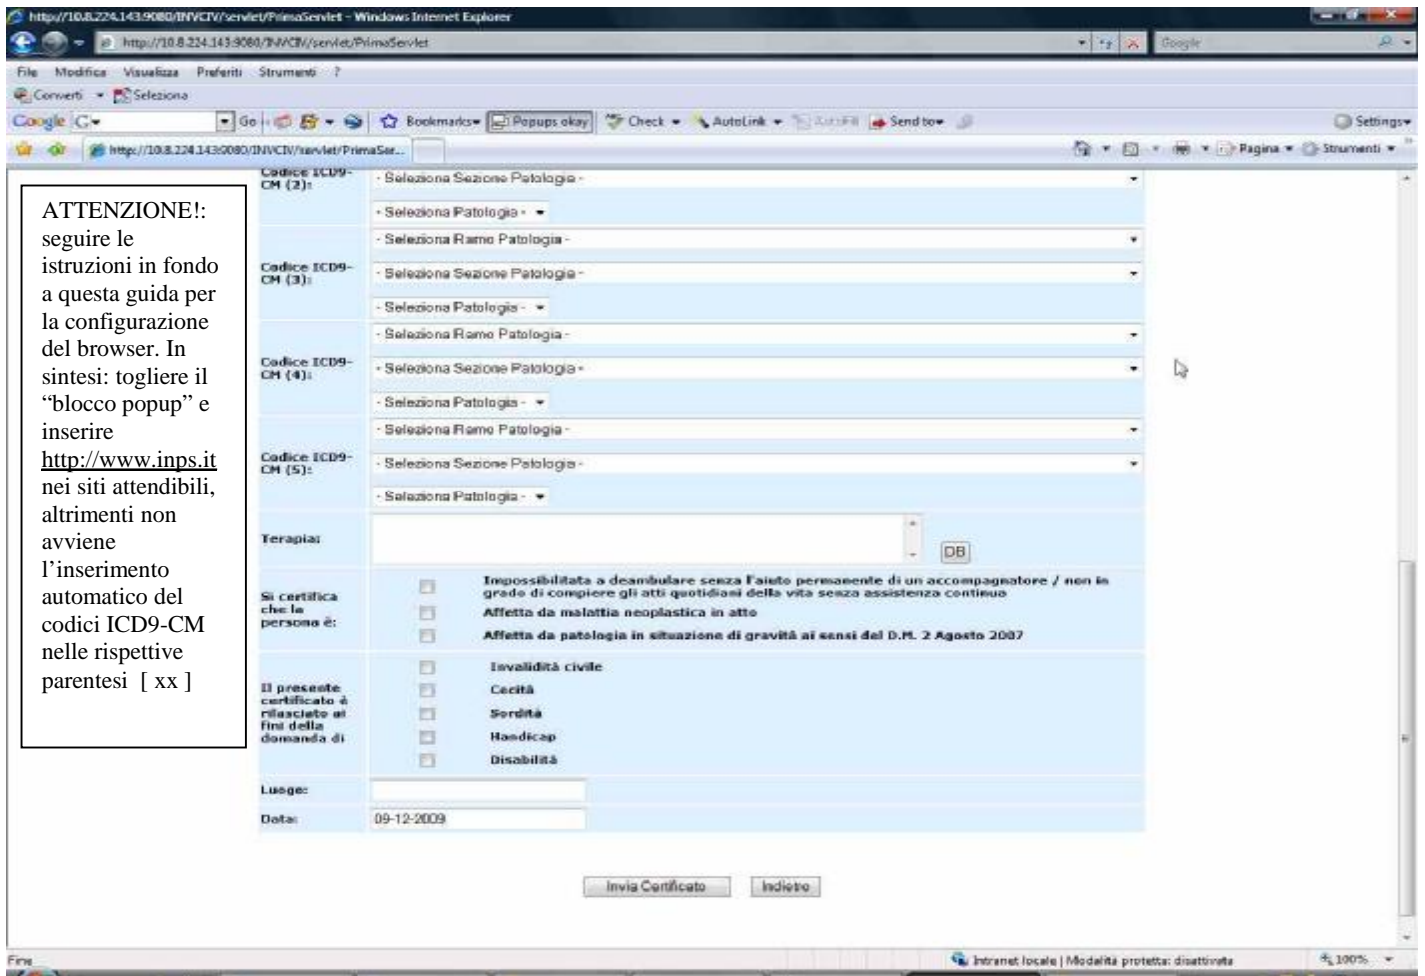 http://10.8.224.143:9080/INVCIV/servlet/PrimaServlet - Windows Internet Explorer
http://10.8.224.143:9080/INVCIV/servlet/PrimaServlet
Google
File Modifica Visualizza Preferiti Strumenti ?
Converti Seleziona
Google G Go Bookmarks Popups okay Check AutoLink AutoFill Send to Settings
http://10.8.224.143:9080/INVCIV/servlet/PrimaSer... Pagina Strumenti
ATTENZIONE!:
seguire le
istruzioni in fondo
a questa guida per
la configurazione
del browser. In
sintesi: togliere il
“blocco popup” e
inserire
http://www.inps.it
nei siti attendibili,
altrimenti non
avviene
l’inserimento
automatico del
codici ICD9-CM
nelle rispettive
parentesi [ xx ]
Codice ICD9-
CM (2):
- Seleziona Sezione Patologia -
- Seleziona Patologia -
Codice ICD9-
CM (3):
- Seleziona Ramo Patologia -
- Seleziona Sezione Patologia -
- Seleziona Patologia -
Codice ICD9-
CM (4):
- Seleziona Ramo Patologia -
- Seleziona Sezione Patologia -
- Seleziona Patologia -
Codice ICD9-
CM (5):
- Seleziona Ramo Patologia -
- Seleziona Sezione Patologia -
- Seleziona Patologia -
Terapia:
DB
Si certifica
che la
persona è:
Impossibilitata a deambulare senza l'aiuto permanente di un accompagnatore / non in
grado di compiere gli atti quotidiani della vita senza assistenza continua
Affetta da malattia neoplastica in atto
Affetta da patologia in situazione di gravità ai sensi del D.M. 2 Agosto 2007
Il presente
certificato è
rilasciato ai
fini della
domanda di
Invalidità civile
Cecità
Sordità
Handicap
Disabilità
Luogo:
Data: 09-12-2009
Invia Certificato Indietro
Fine
Intranet locale | Modalità protetta: disattivata
100%